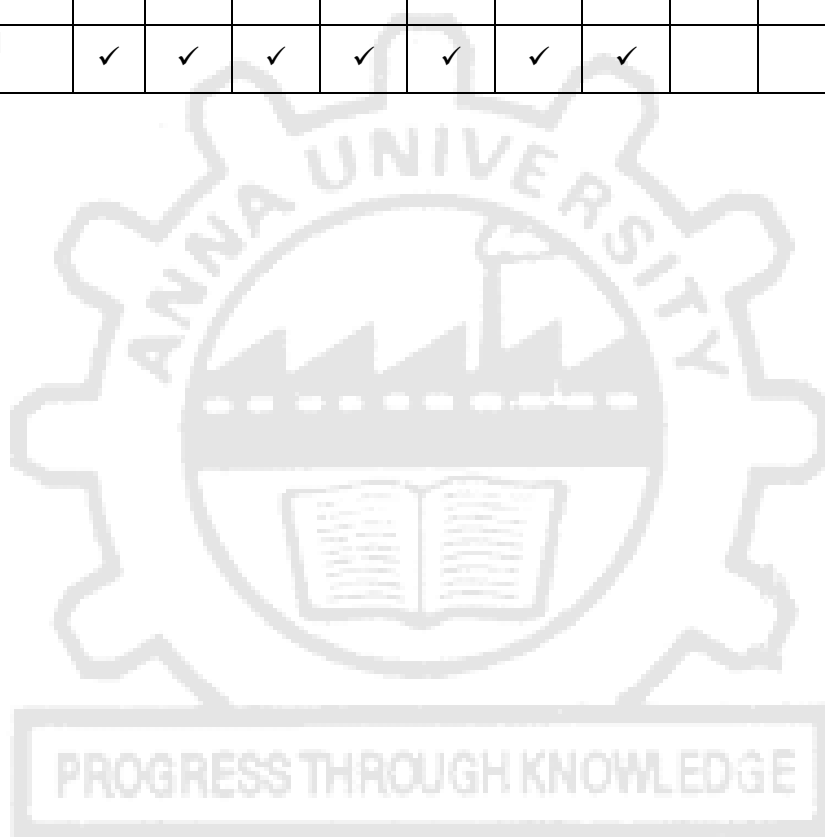 ✓ ✓ ✓ ✓ ✓ ✓ ✓
ANNA UNIVERSITY
PROGRESS THROUGH KNOWLEDGE